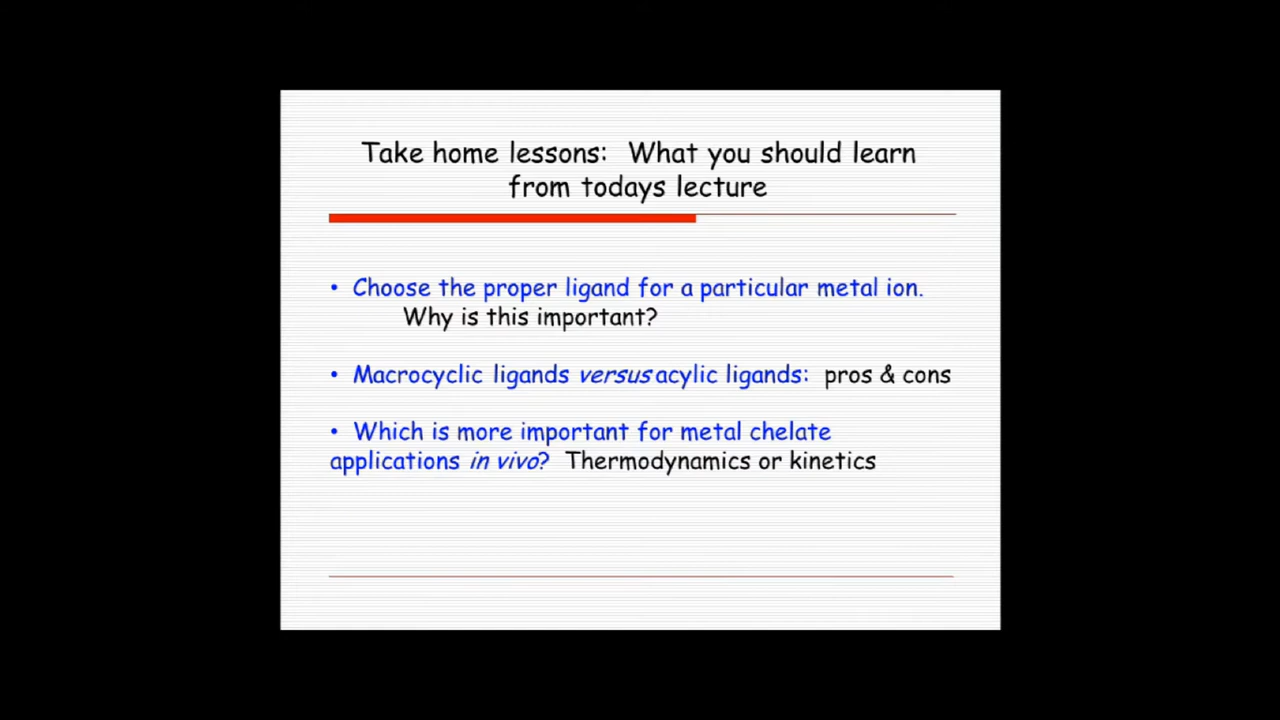 Take home lessons: What you should learn
from todays lecture
• Choose the proper ligand for a particular metal ion.
Why is this important?
• Macrocyclic ligands versus acylic ligands: pros & cons
• Which is more important for metal chelate
applications in vivo? Thermodynamics or kinetics